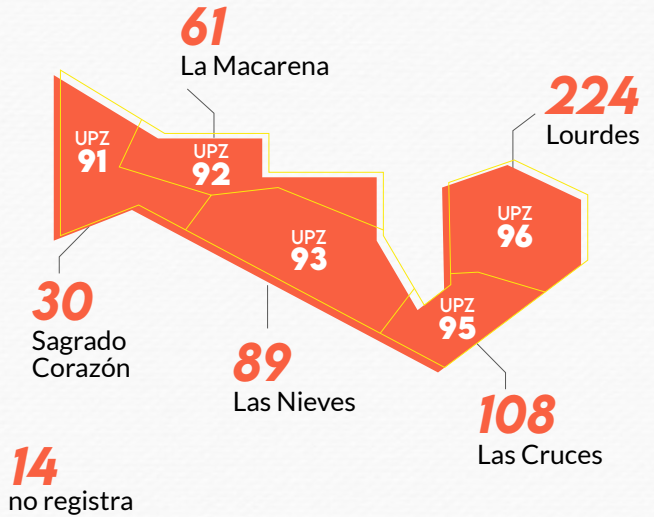 61
La Macarena
224
Lourdes
UPZ
91
UPZ
92
UPZ
93
UPZ
96
UPZ
95
30
Sagrado
Corazón
89
Las Nieves
108
Las Cruces
14
no registra